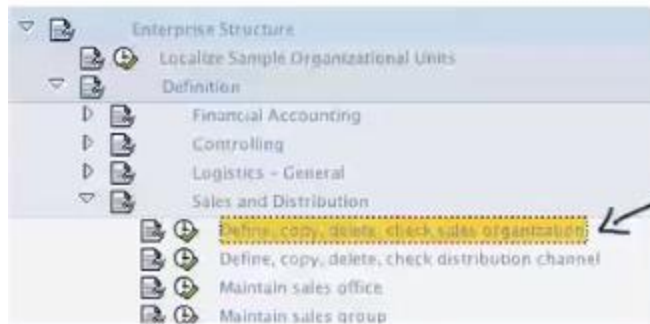 Enterprise Structure
Localize Sample Organizational Units
Definition
Financial Accounting
Controlling
Logistics - General
Sales and Distribution
Define, copy, delete, check sales organization
Define, copy, delete, check distribution channel
Maintain sales office
Maintain sales group